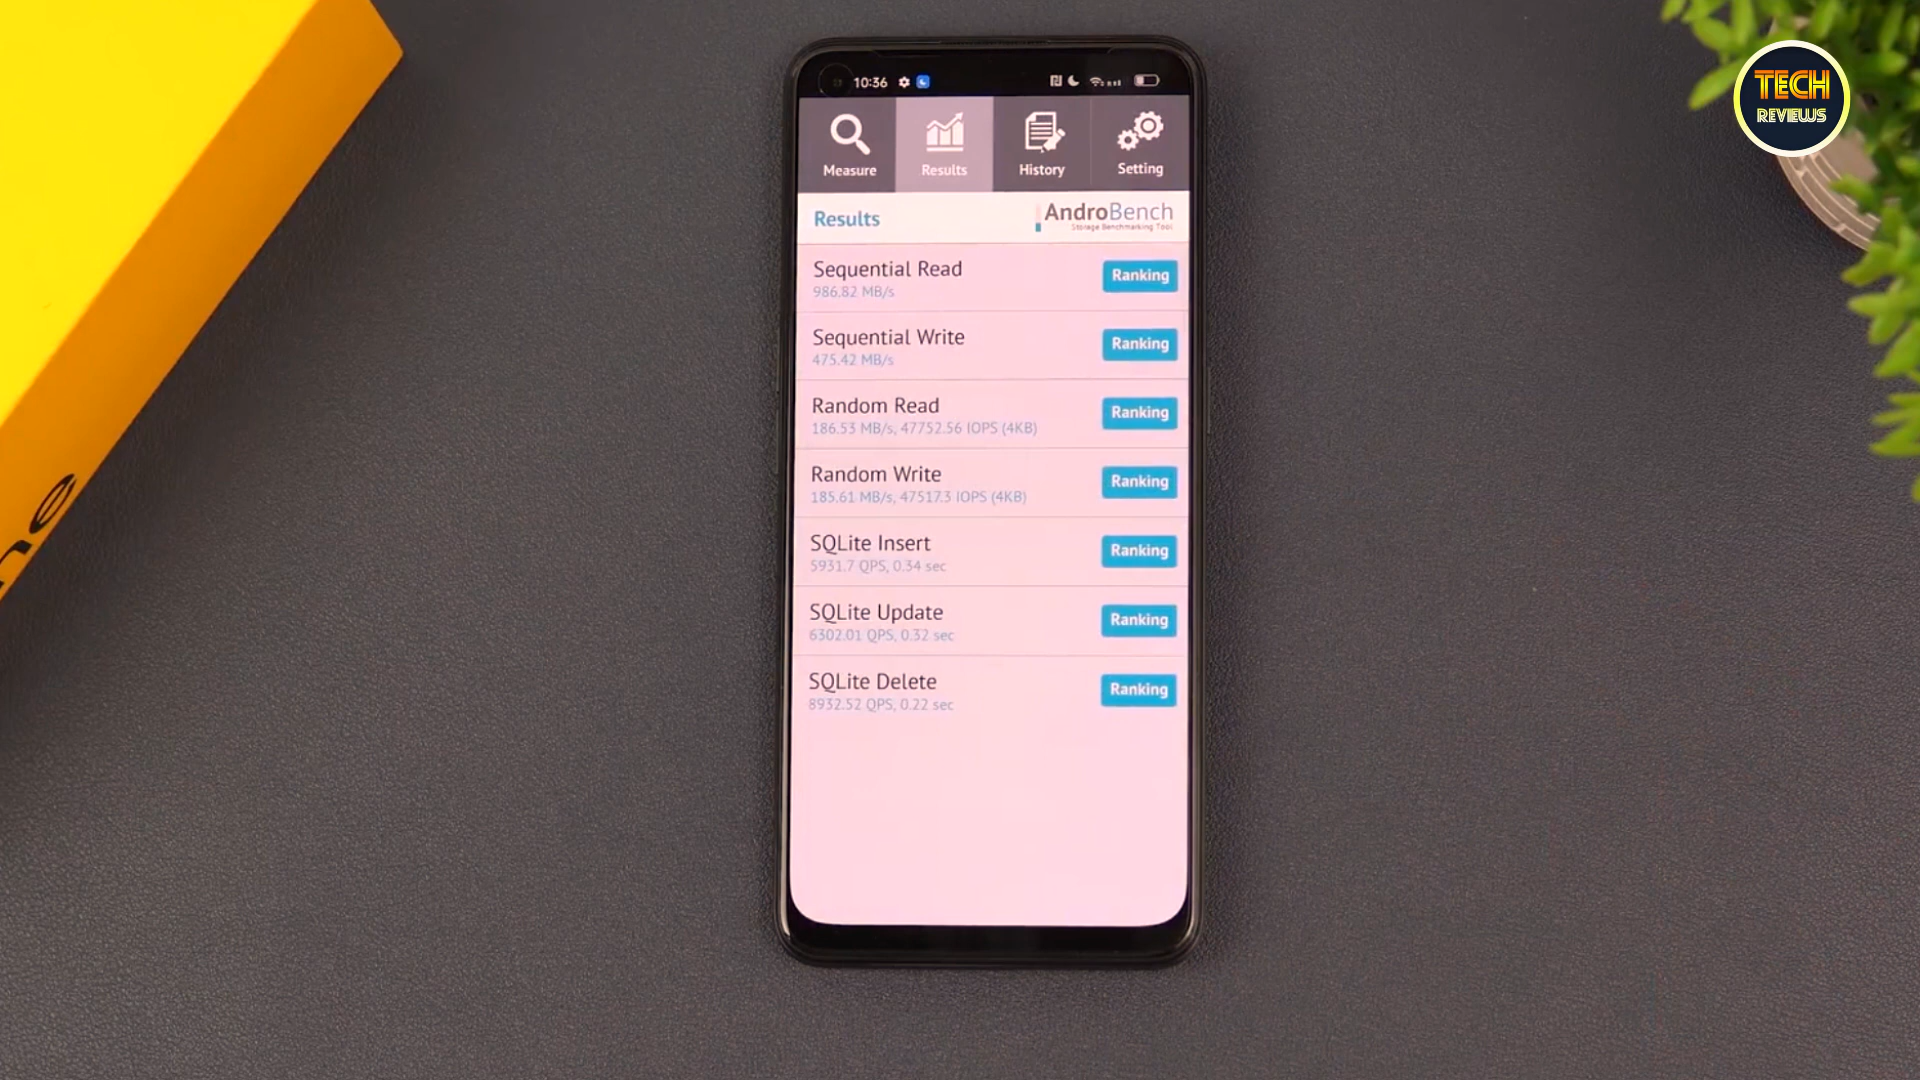 10:36
TECH
REVIEWS
Measure
Results
History
Setting
Results
AndroBench
Storage Benchmarking Tool
Sequential Read
986.82 MB/s
Ranking
Sequential Write
475.42 MB/s
Ranking
Random Read
186.53 MB/s, 47752.56 IOPS (4KB)
Ranking
Random Write
185.61 MB/s, 47517.3 IOPS (4KB)
Ranking
SQLite Insert
5931.7 QPS, 0.34 sec
Ranking
SQLite Update
6302.01 QPS, 0.32 sec
Ranking
SQLite Delete
8932.52 QPS, 0.22 sec
Ranking